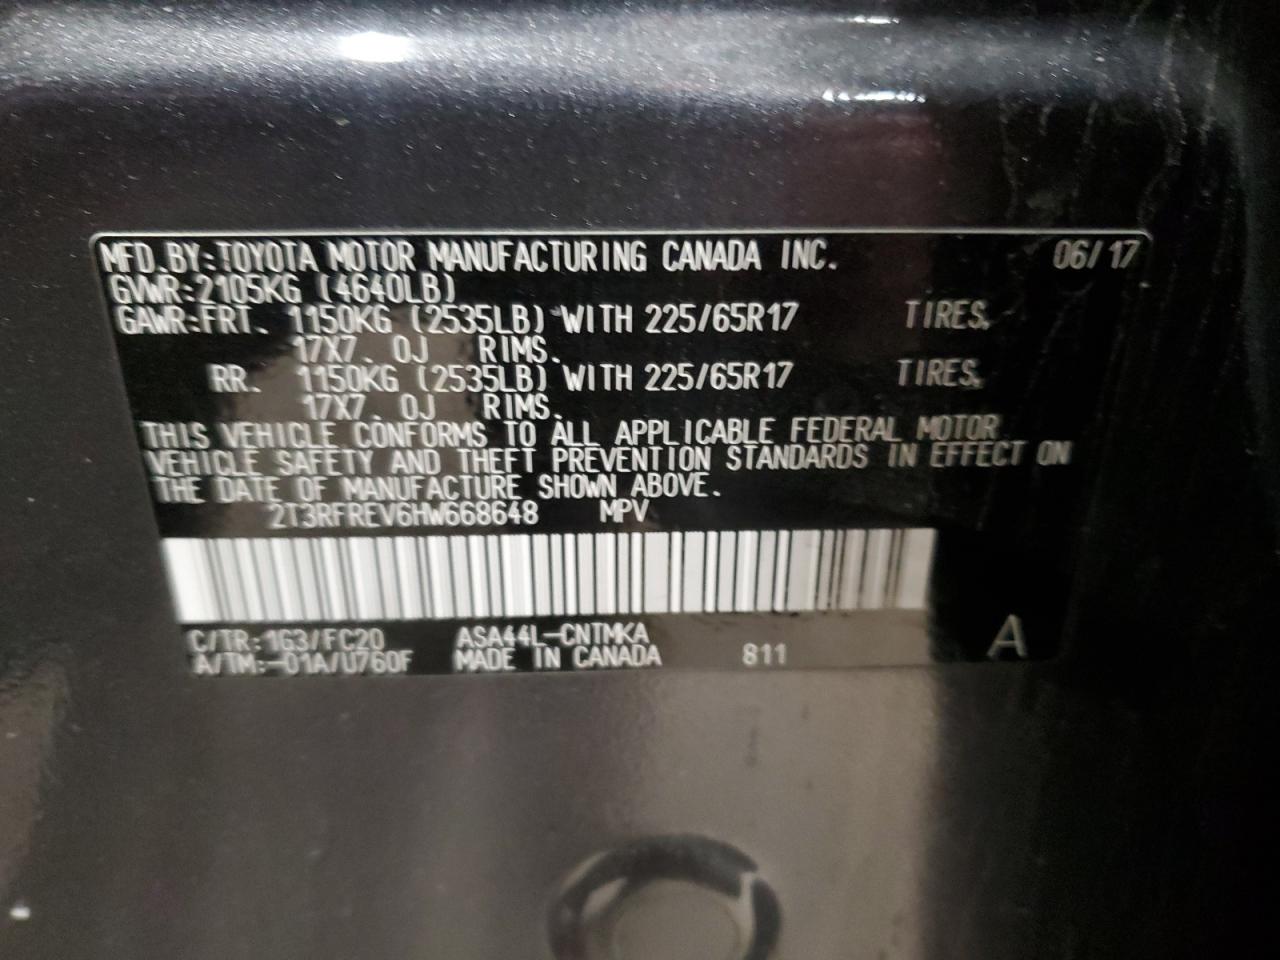 MFD.BY:TOYOTA MOTOR MANUFACTURING CANADA INC. 06/17
GVWR:2105KG (4640LB)
GAWR:FRT. 1150KG (2535LB) WITH 225/65R17 TIRES.
17X7.0J RIMS.
RR. 1150KG (2535LB) WITH 225/65R17 TIRES.
17X7.0J RIMS.
THIS VEHICLE CONFORMS TO ALL APPLICABLE FEDERAL MOTOR
VEHICLE SAFETY AND THEFT PREVENTION STANDARDS IN EFFECT ON
THE DATE OF MANUFACTURE SHOWN ABOVE.
2T3RFREV6HW668648 MPV
C/TR:1G3/FC20 ASA44L-CNTMKA A
A/TM:-01A/U760F MADE IN CANADA 811